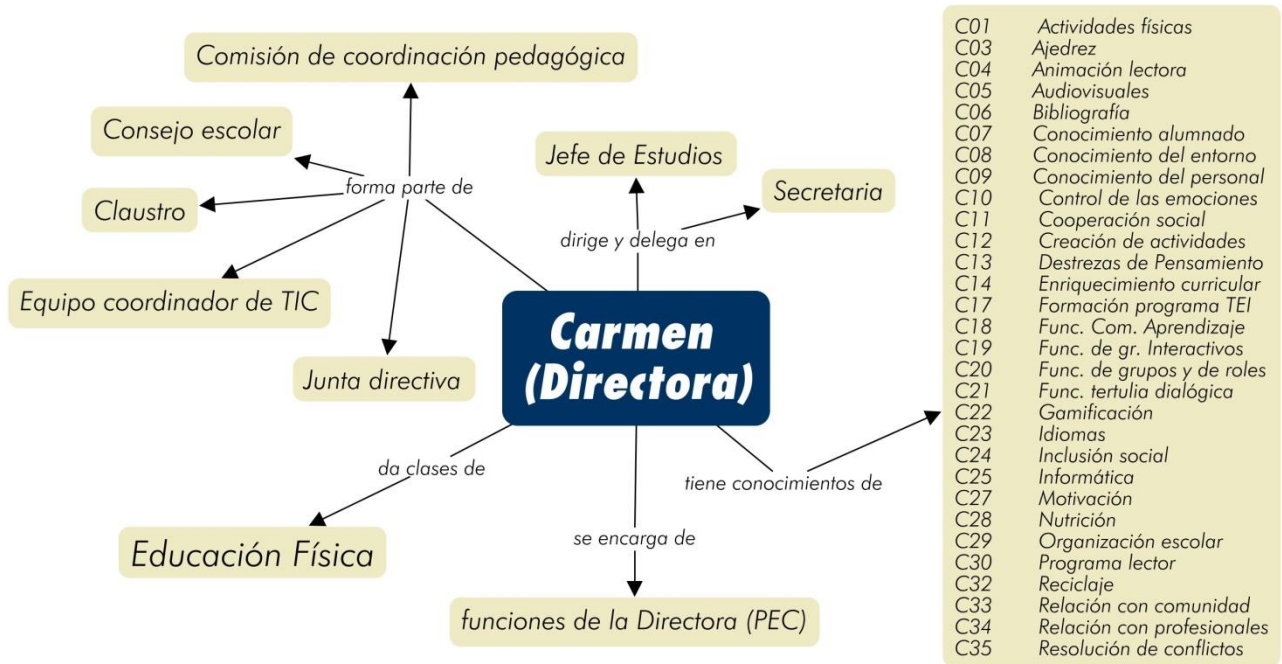 Comisión de coordinación pedagógica
Consejo escolar
forma parte de
Claustro
Equipo coordinador de TIC
Junta directiva
Jefe de Estudios
Secretaria
dirige y delega en
Carmen
(Directora)
da clases de
Educación Física
se encarga de
funciones de la Directora (PEC)
tiene conocimientos de
C01 Actividades físicas
C03 Ajedrez
C04 Animación lectora
C05 Audiovisuales
C06 Bibliografía
C07 Conocimiento alumnado
C08 Conocimiento del entorno
C09 Conocimiento del personal
C10 Control de las emociones
C11 Cooperación social
C12 Creación de actividades
C13 Destrezas de Pensamiento
C14 Enriquecimiento curricular
C17 Formación programa TEI
C18 Func. Com. Aprendizaje
C19 Func. de gr. Interactivos
C20 Func. de grupos y de roles
C21 Func. tertulia dialógica
C22 Gamificación
C23 Idiomas
C24 Inclusión social
C25 Informática
C27 Motivación
C28 Nutrición
C29 Organización escolar
C30 Programa lector
C32 Reciclaje
C33 Relación con comunidad
C34 Relación con profesionales
C35 Resolución de conflictos